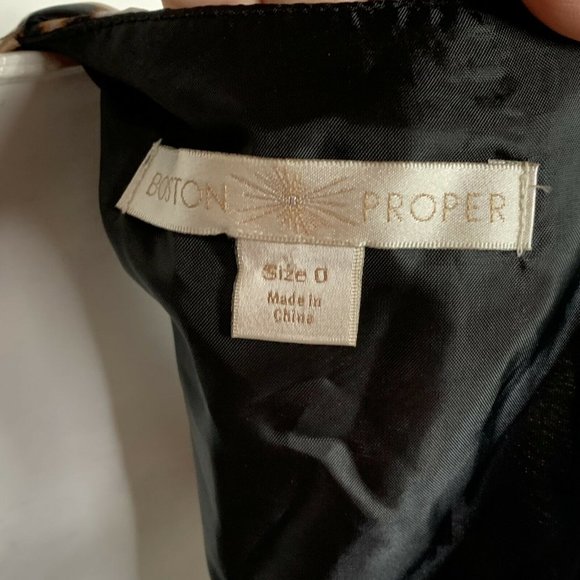 BOSTON PROPER
Size 0
Made in
China